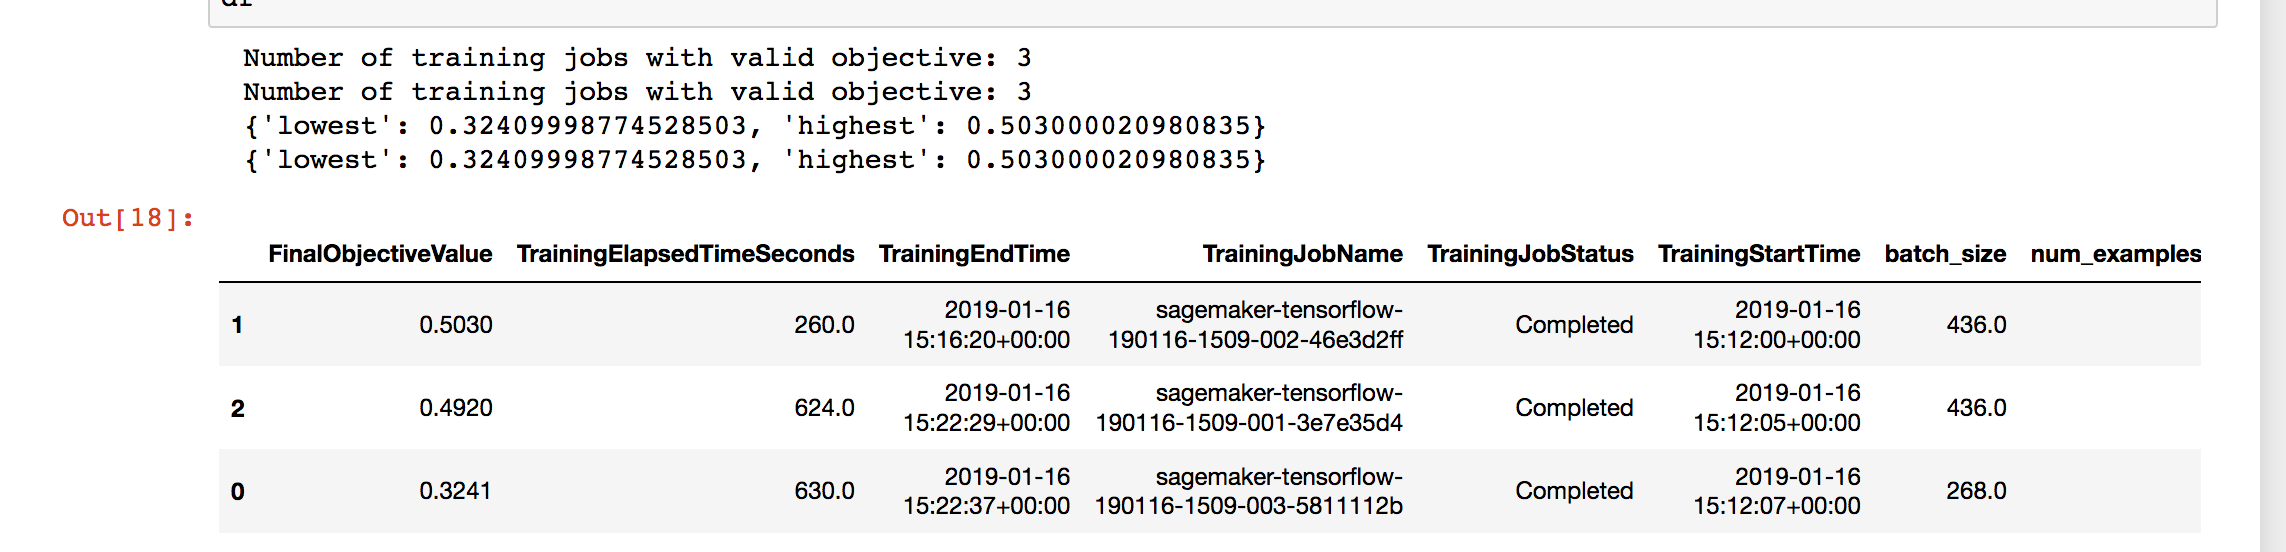 df
Number of training jobs with valid objective: 3
Number of training jobs with valid objective: 3
{'lowest': 0.32409998774528503, 'highest': 0.503000020980835}
{'lowest': 0.32409998774528503, 'highest': 0.503000020980835}
Out[18]:
FinalObjectiveValue TrainingElapsedTimeSeconds TrainingEndTime TrainingJobName TrainingJobStatus TrainingStartTime batch_size num_examples
2019-01-16 sagemaker-tensorflow- 2019-01-16
1 0.5030 260.0 15:16:20+00:00 190116-1509-002-46e3d2ff Completed 15:12:00+00:00 436.0
2019-01-16 sagemaker-tensorflow- 2019-01-16
2 0.4920 624.0 15:22:29+00:00 190116-1509-001-3e7e35d4 Completed 15:12:05+00:00 436.0
2019-01-16 sagemaker-tensorflow- 2019-01-16
0 0.3241 630.0 15:22:37+00:00 190116-1509-003-5811112b Completed 15:12:07+00:00 268.0